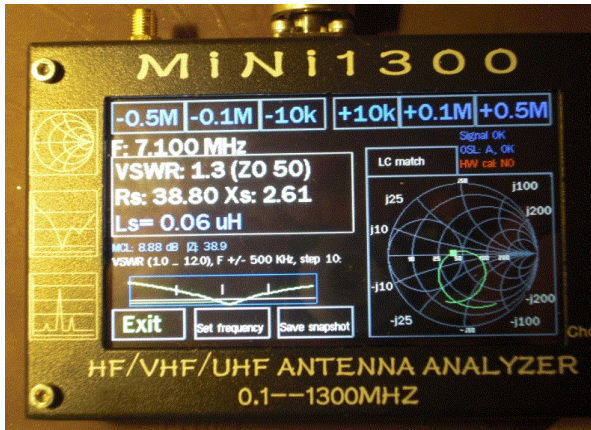 MiNi1300
-0.5M -0.1M -10k +10k +0.1M +0.5M
F: 7.100 MHz
Signal OK
OSL: A, OK
HW cal: NO
VSWR: 1.3 (Z0 50)
Rs: 38.80 Xs: 2.61
Ls= 0.06 uH
LC match
MCL: 8.88 dB |Z|: 38.9
VSWR (1.0 .. 12.0), F +/- 500 KHz, step 10:
j25 j100
j10 j200
-j10 -j200
-j25 -j100
Exit Set frequency Save snapshot
HF/VHF/UHF ANTENNA ANALYZER
0.1--1300MHZ